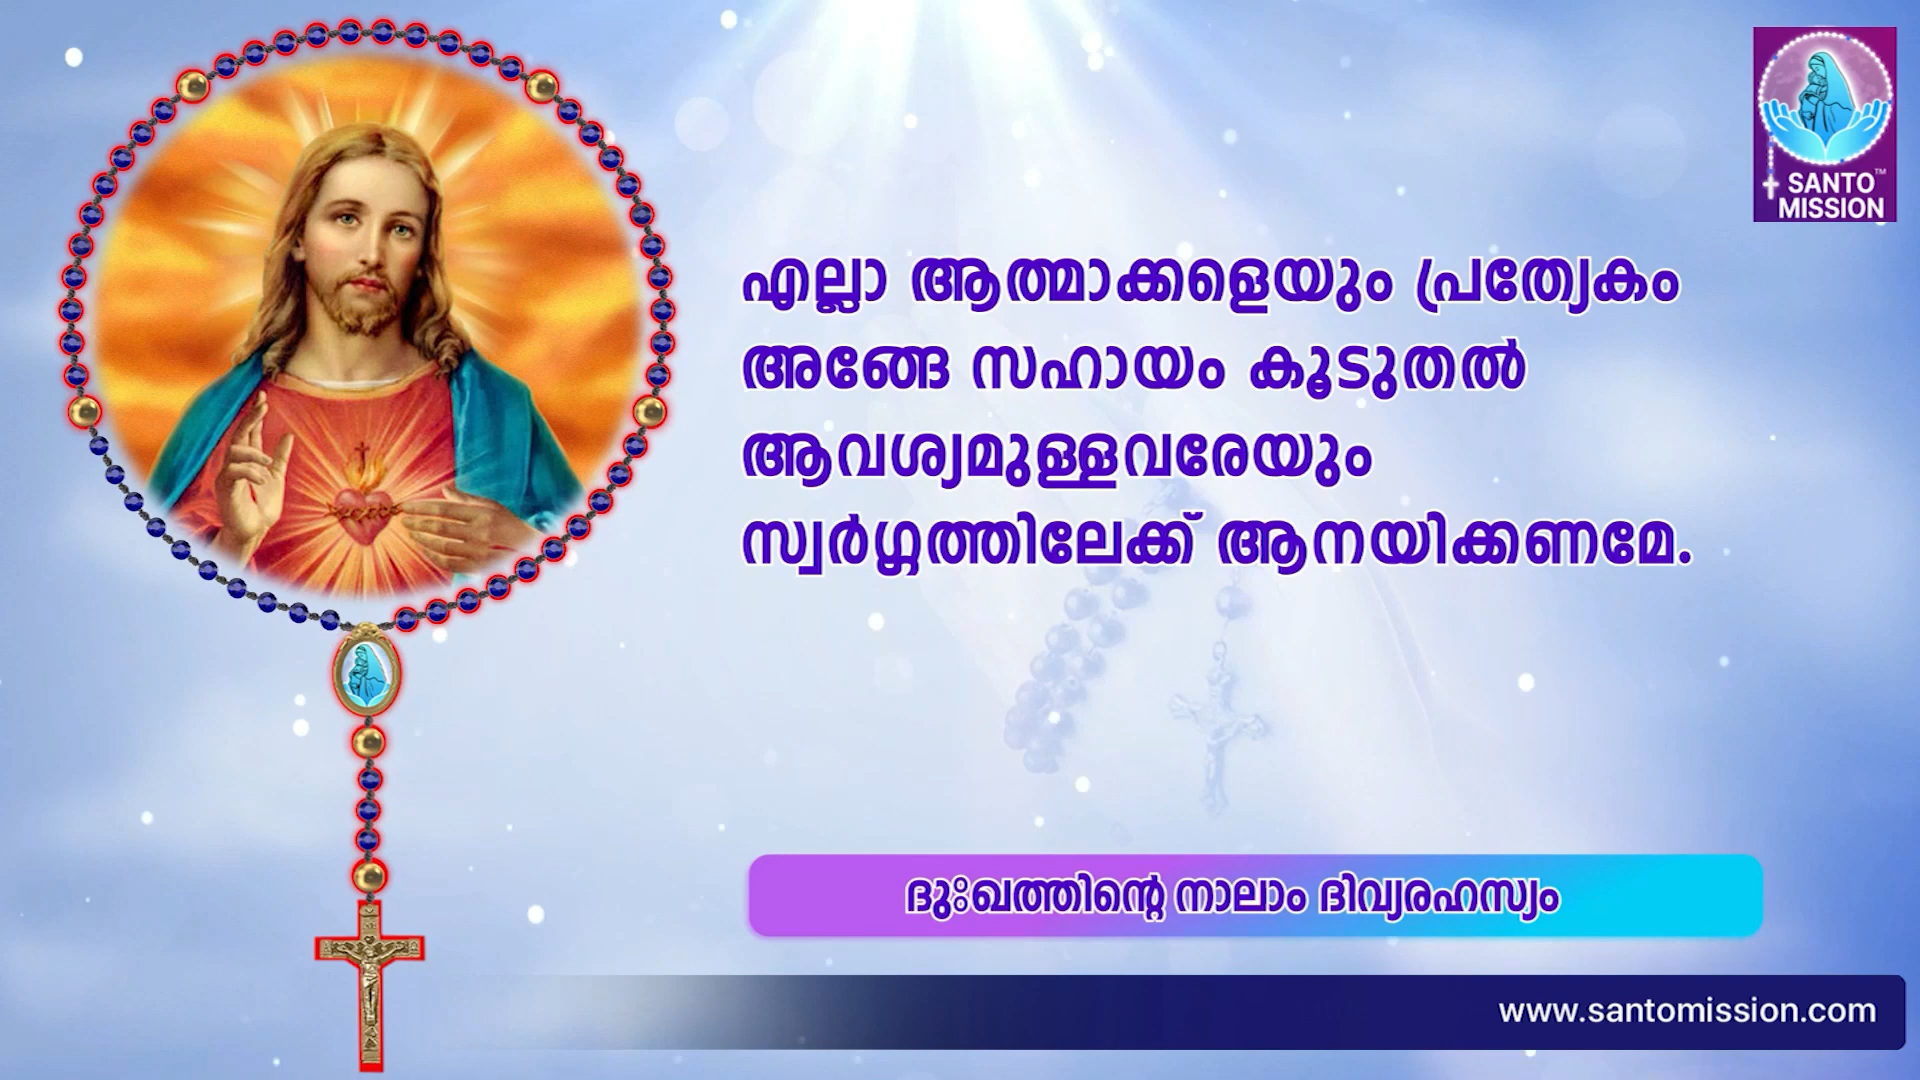 SANTO™
MISSION
എല്ലാ ആത്മാക്കളെയും പ്രത്യേകം
അങ്ങേ സഹായം കൂടുതൽ
ആവശ്യമുള്ളവരേയും
സ്വർഗ്ഗത്തിലേക്ക് ആനയിക്കണമേ.
ദുഃഖത്തിന്റെ നാലാം ദിവ്യരഹസ്യം
www.santomission.com